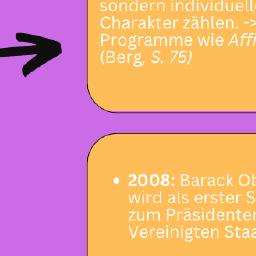 sondern individuelle
Charakter zählen. ->
Programme wie Affi
(Berg, S. 75)
• 2008: Barack Ob
wird als erster S
zum Präsidenten
Vereinigten Staa